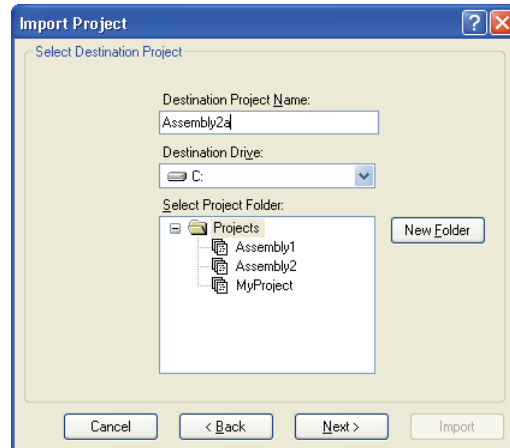 Import Project
Select Destination Project
Destination Project Name:
Assembly2a
Destination Drive:
C:
Select Project Folder:
Projects
Assembly1
Assembly2
MyProject
New Folder
Cancel
< Back
Next >
Import